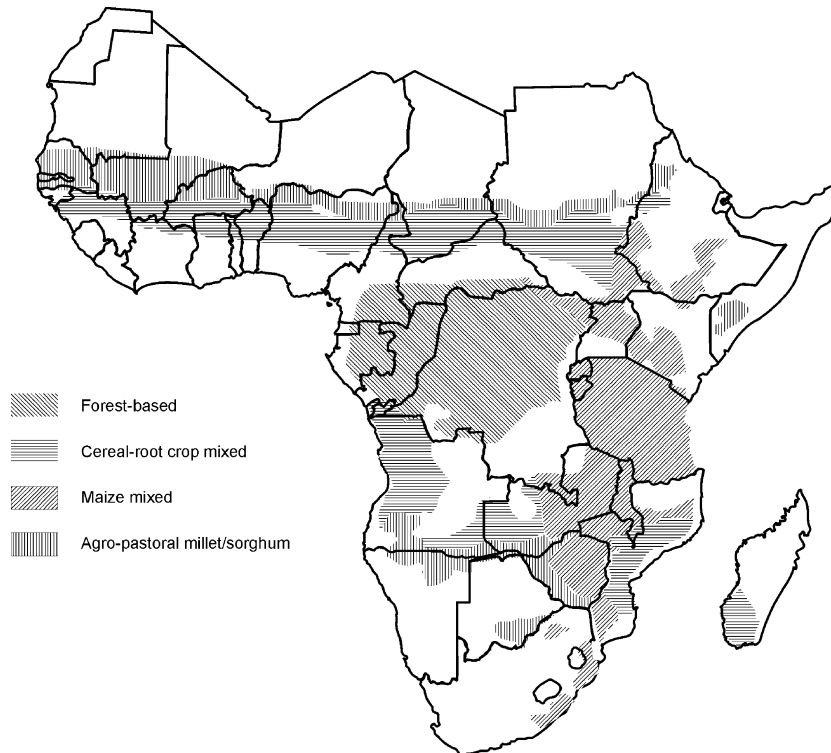 Forest-based
Cereal-root crop mixed
Maize mixed
Agro-pastoral millet/sorghum